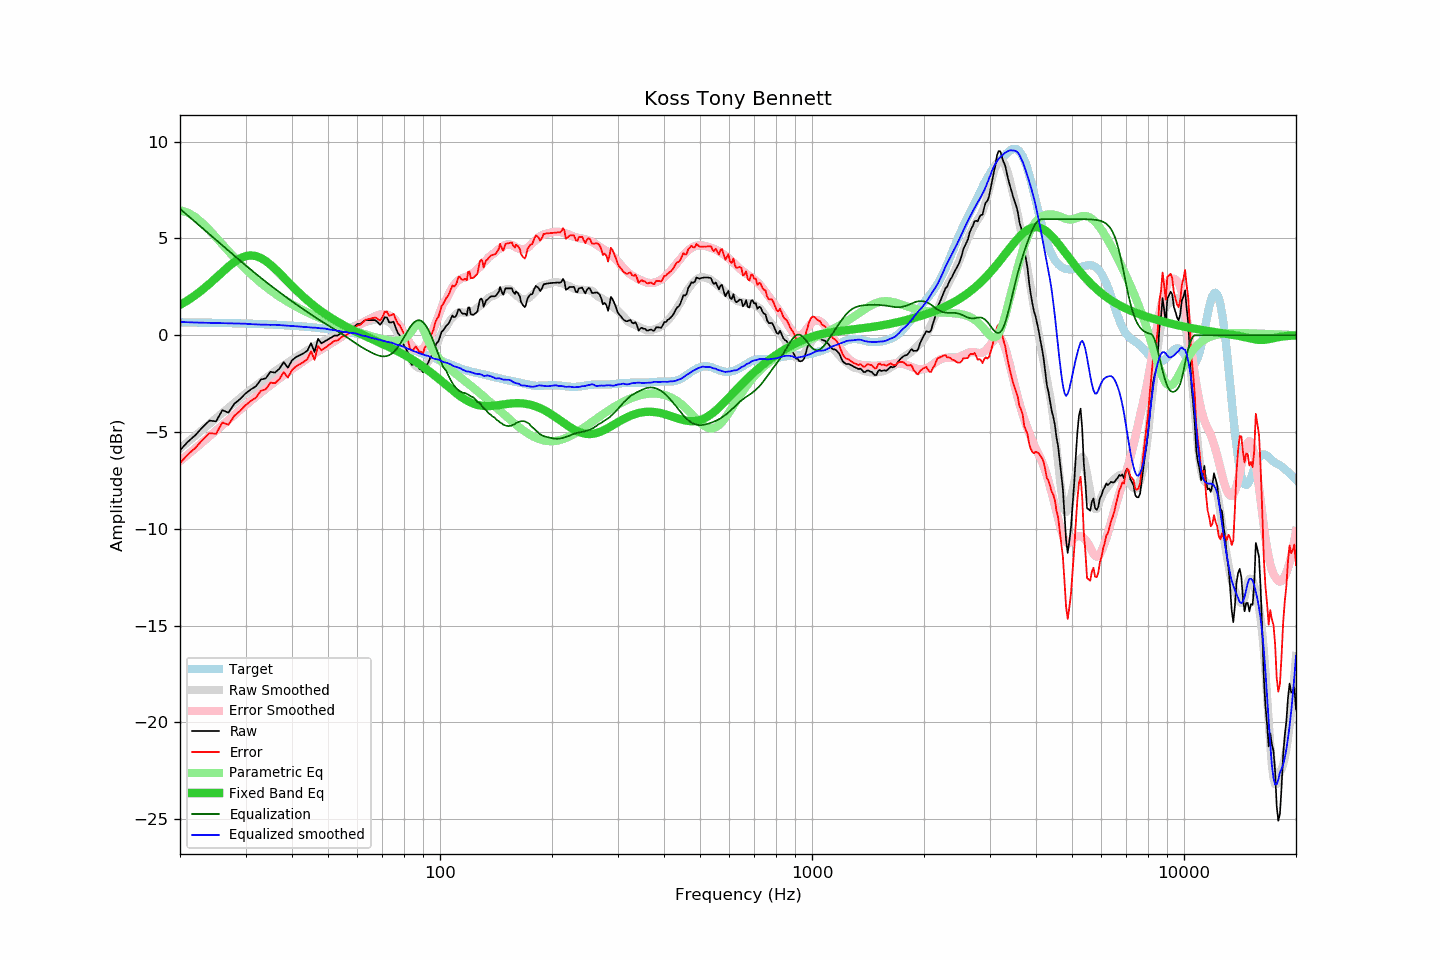 Koss Tony Bennett
10
5
0
−5
−10
−15
−20
−25
Amplitude (dBr)
Target
Raw Smoothed
Error Smoothed
Raw
Error
Parametric Eq
Fixed Band Eq
Equalization
Equalized smoothed
100
1000
10000
Frequency (Hz)